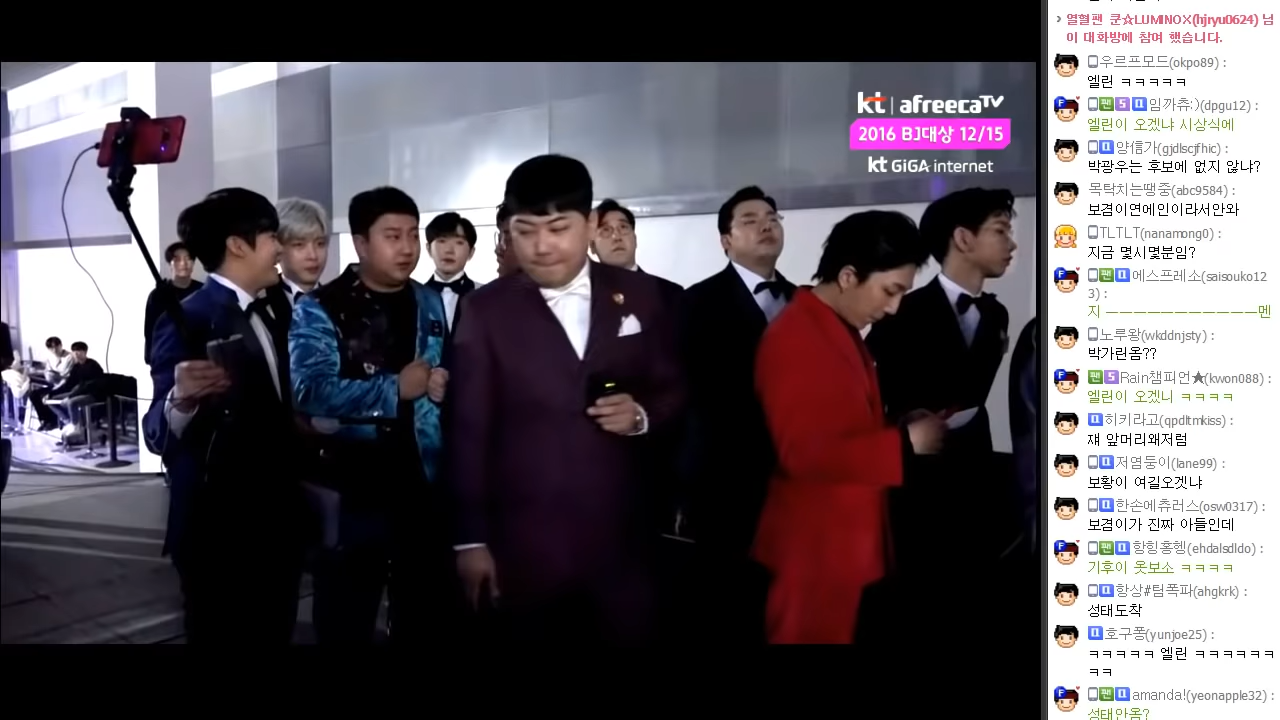 kt | afreecaTV
2016 BJ대상 12/15
kt GiGA internet
열혈팬 쿤☆LUMINOX(hjryu0624) 님
이 대화방에 참여 했습니다.
우르프모드(okpo89) :
엘린 ㅋㅋㅋㅋㅋ
팬 S 임까츄:)(dpgu12) :
엘린이 오겠냐 시상식에
양信가(gjdlscjfhic) :
박광우는 후보에 없지 않냐?
목탁치는땡중(abc9584) :
보겸이연예인이라서안와
TLTLT(nanamong0) :
지금 몇시몇분임?
팬 에스프레소(saisouko12
3) :
지 ㅡㅡㅡㅡㅡㅡㅡㅡㅡㅡㅡ멘
노루왕(wkddnjsty) :
박가린옴??
팬 S Rain챔피언★(kwon088) :
엘린이 오겠니 ㅋㅋㅋㅋ
히키라고(qpdltmkiss) :
쟤 앞머리왜저럼
저염둥이(lane99) :
보황이 여길오겠냐
한손에츄러스(osw0317) :
보겸이가 진짜 아들인데
팬 항힝홍헹(ehdalsdldo) :
기후이 옷보소 ㅋㅋㅋㅋ
항상#팀쪽파(ahgkrk) :
성태도착
호구퐁(yunjoe25) :
ㅋㅋㅋㅋㅋ 엘린 ㅋㅋㅋㅋㅋㅋ
ㅋㅋ
팬 amanda!(yeonapple32) :
성태안옴?